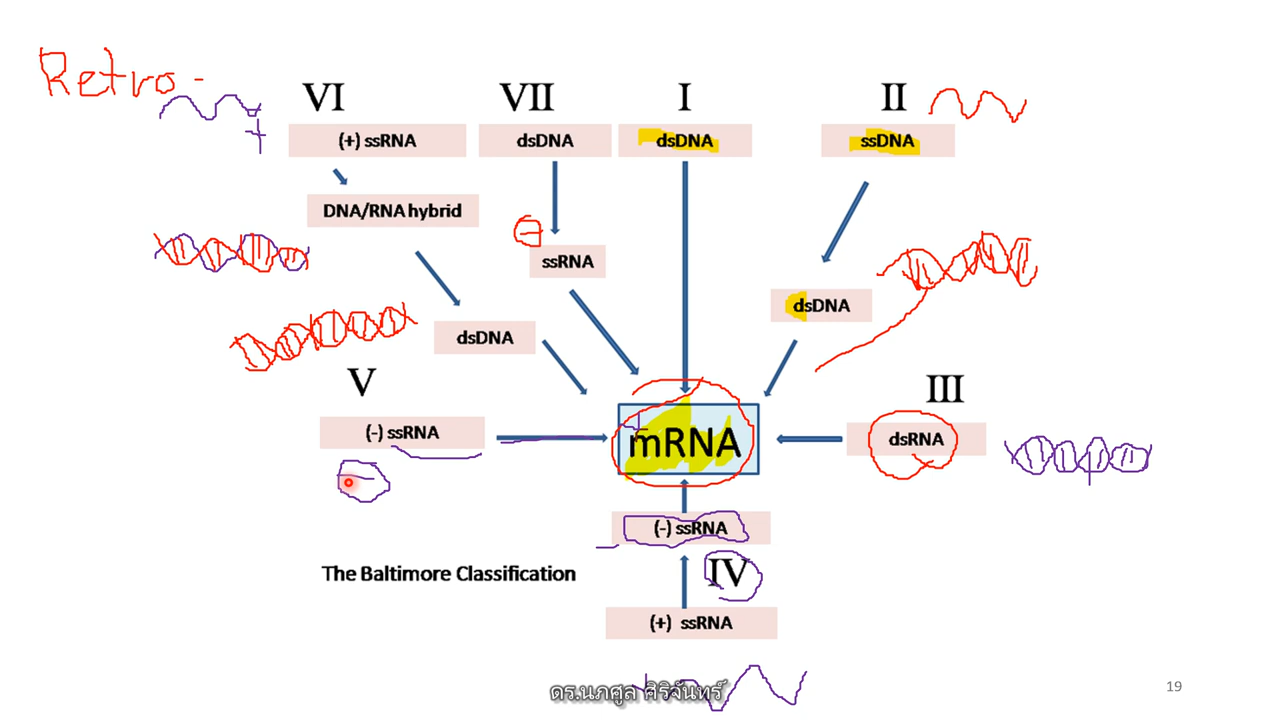 Retro -
VI
VII
I
II
+
(+) ssRNA
dsDNA
dsDNA
ssDNA
DNA/RNA hybrid
-
ssRNA
dsDNA
dsDNA
V
III
(-) ssRNA
+
mRNA
dsRNA
(-) ssRNA
The Baltimore Classification
IV
(+) ssRNA
+
ดร.นภศูล ศิริจันทร์
19